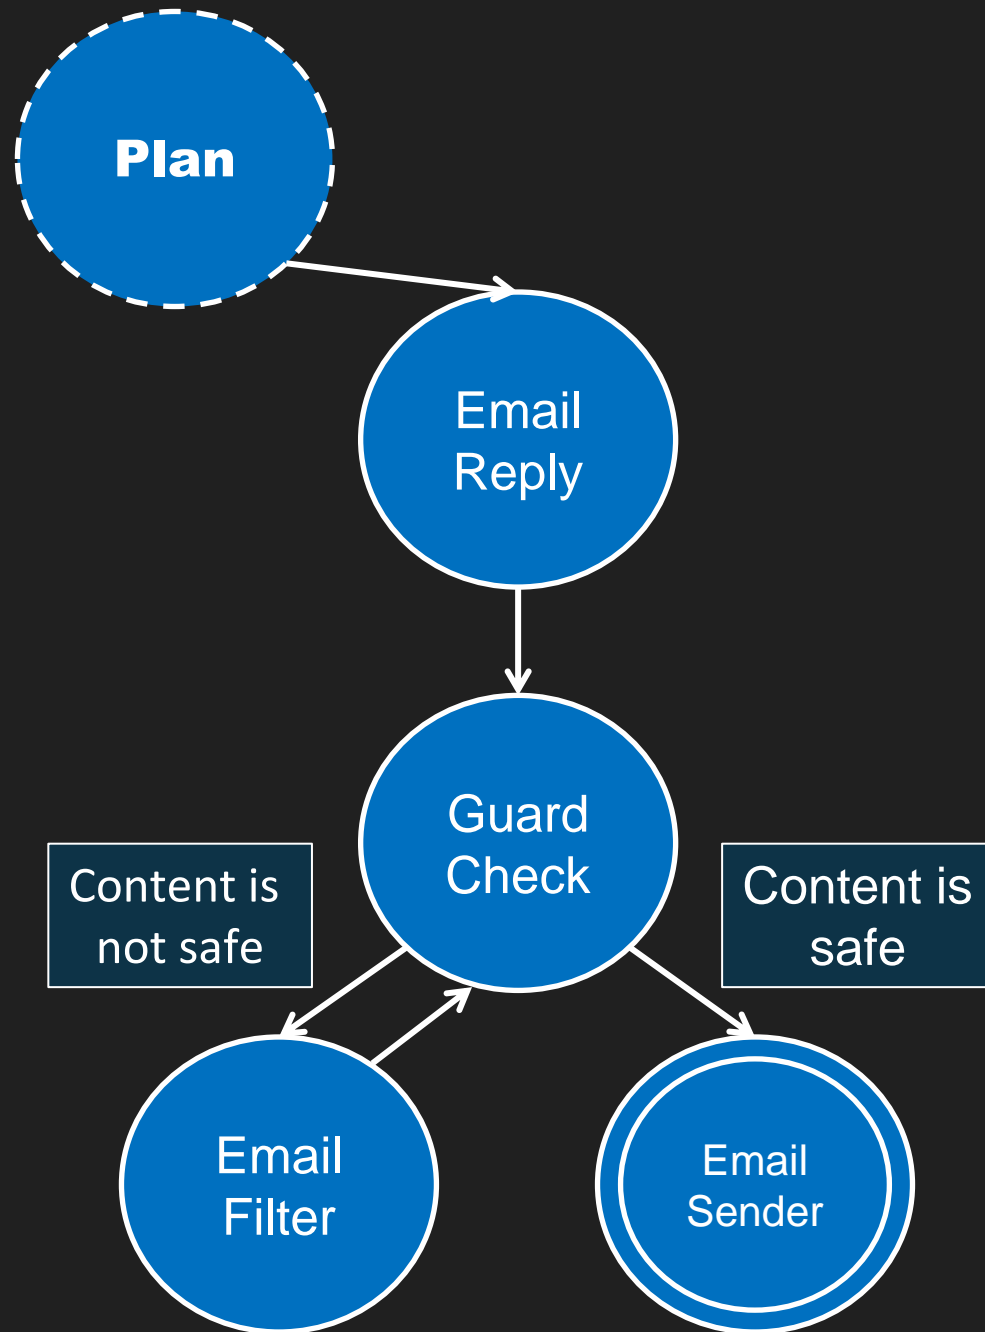 Plan
Email
Reply
Guard
Check
Content is
not safe
Content is
safe
Email
Filter
Email
Sender